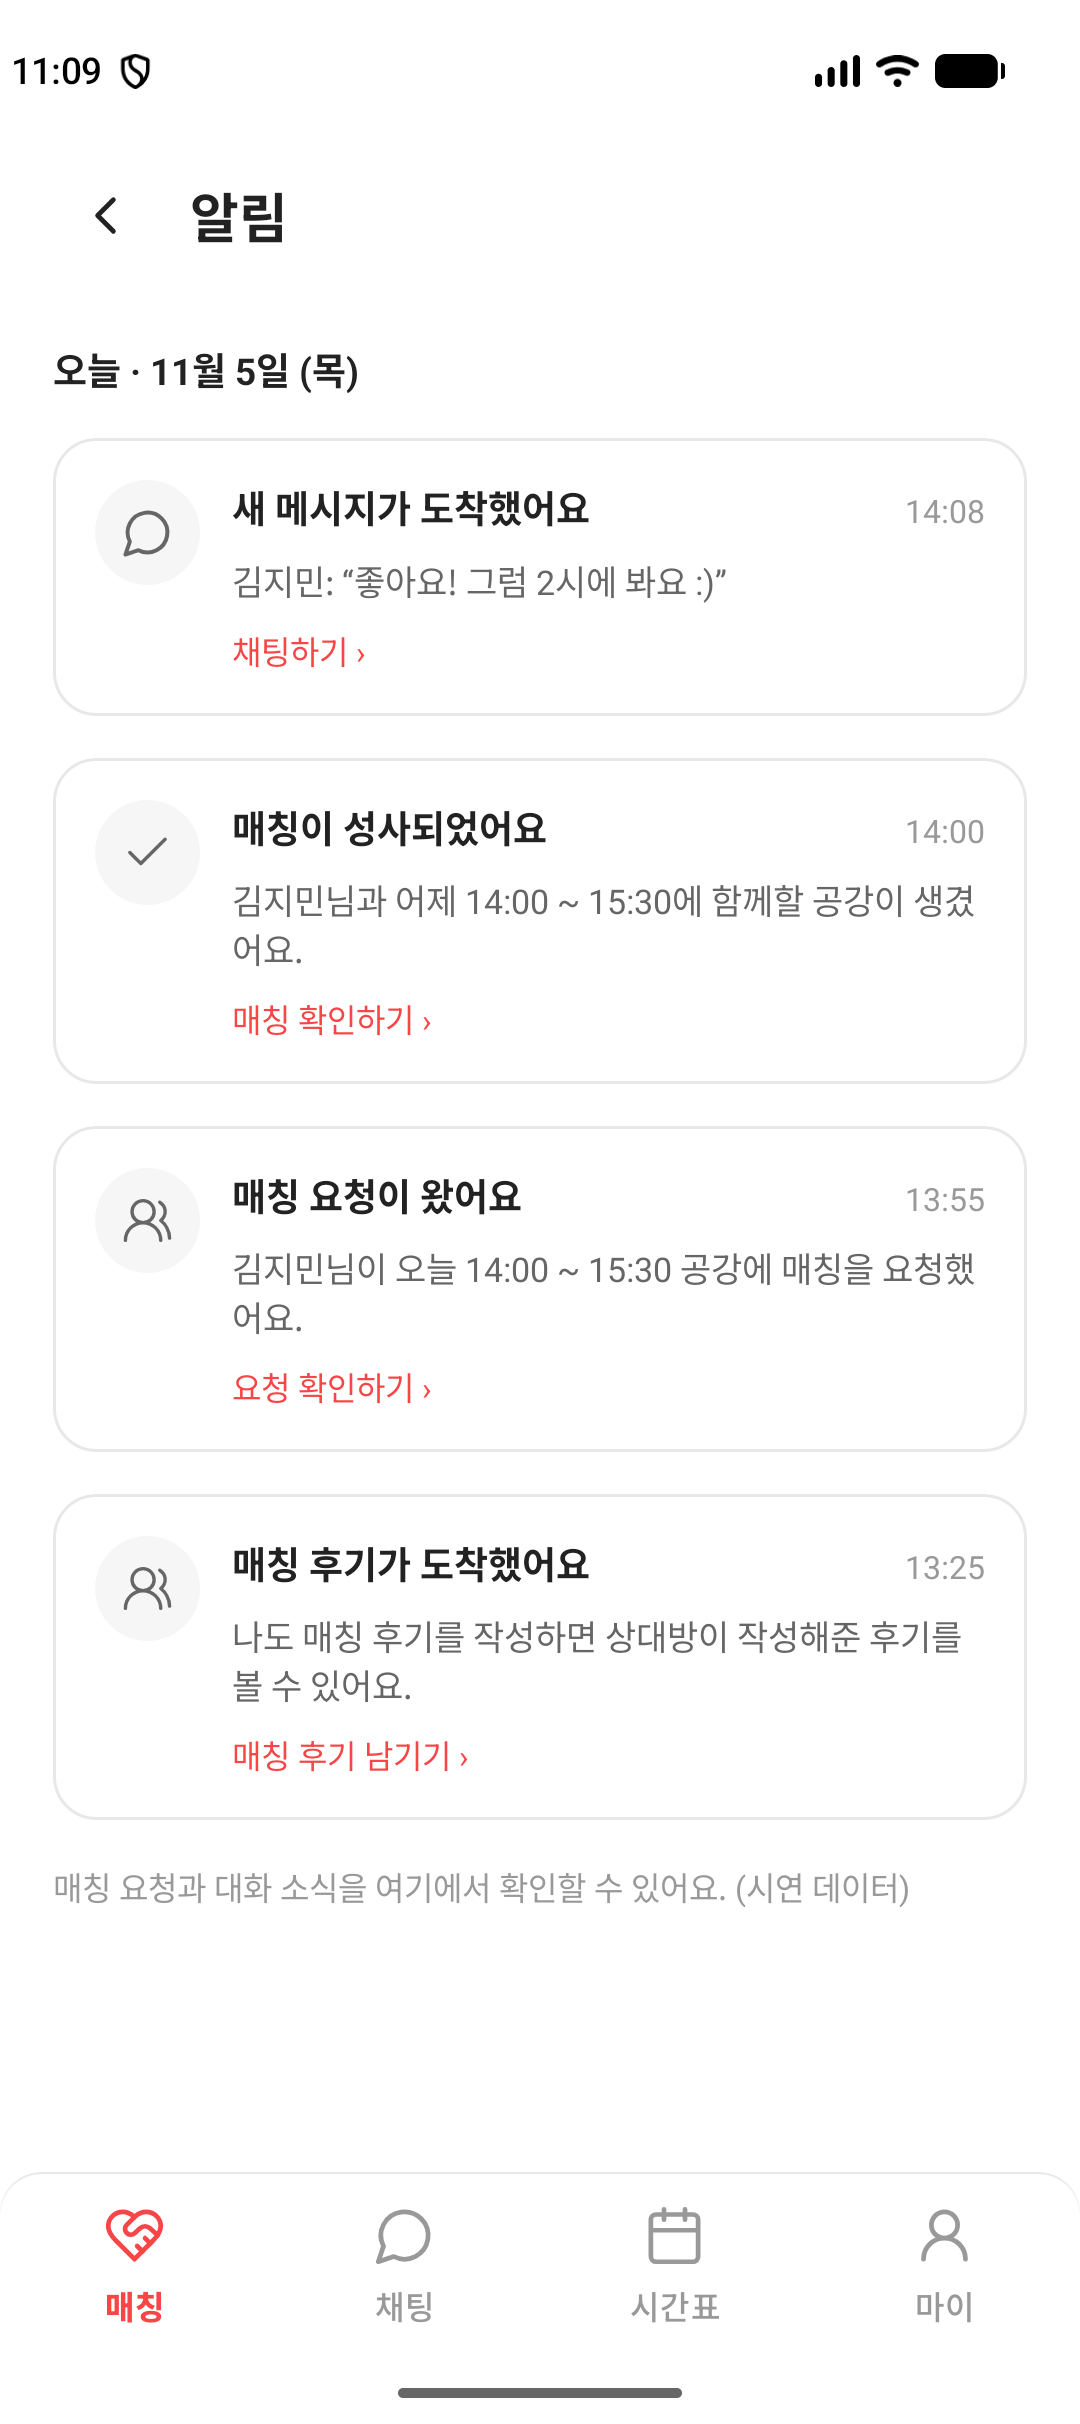 11:09
알림
오늘 · 11월 5일 (목)
새 메시지가 도착했어요
14:08
김지민: “좋아요! 그럼 2시에 봐요 :)”
채팅하기 ›
매칭이 성사되었어요
14:00
김지민님과 어제 14:00 ~ 15:30에 함께할 공강이 생겼
어요.
매칭 확인하기 ›
매칭 요청이 왔어요
13:55
김지민님이 오늘 14:00 ~ 15:30 공강에 매칭을 요청했
어요.
요청 확인하기 ›
매칭 후기가 도착했어요
13:25
나도 매칭 후기를 작성하면 상대방이 작성해준 후기를
볼 수 있어요.
매칭 후기 남기기 ›
매칭 요청과 대화 소식을 여기에서 확인할 수 있어요. (시연 데이터)
매칭
채팅
시간표
마이